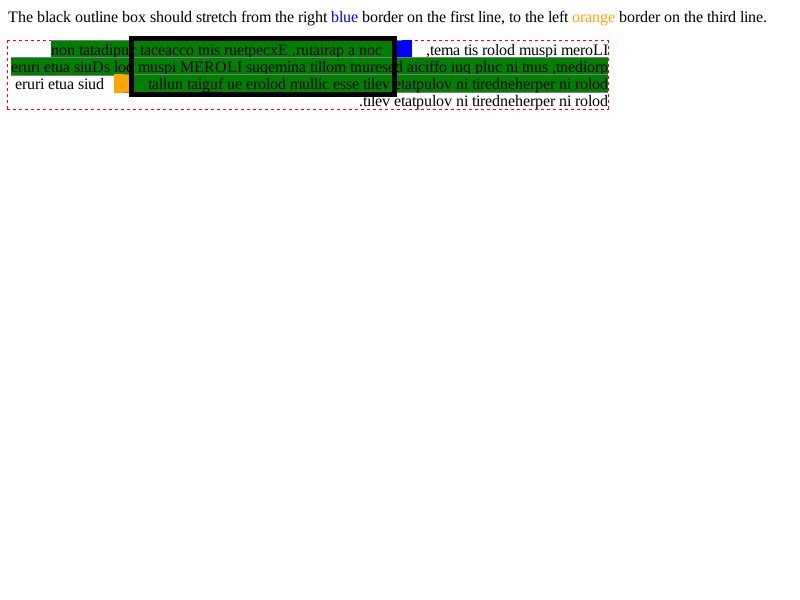 The black outline box should stretch from the right blue border on the first line, to the left orange border on the third line.
non tatadiput taceacco tnis ruetpecxE .rutairap a noc ,tema tis rolod muspi meroLI
eruri etua siuDs lod muspi MEROLI suqemina tillom tnuresed aiciffo iuq pluc ni tnus ,tnediorp
eruri etua siud tallun taiguf ue erolod mullic esse tilev etatpulov ni tiredneherper ni rolod
.tilev etatpulov ni tiredneherper ni rolod